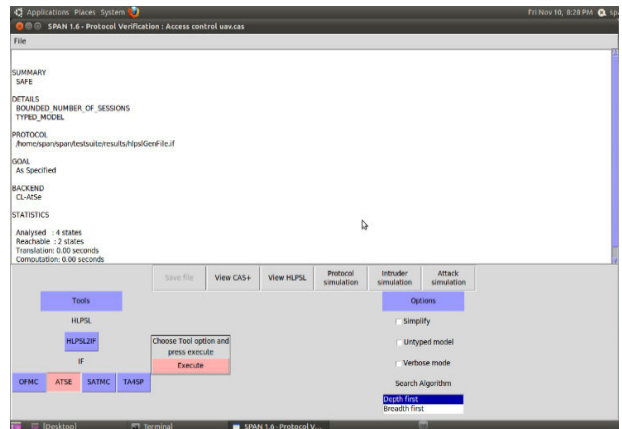 Applications Places System
Fri Nov 10, 8:28 PM
SPAN 1.6 - Protocol Verification : Access control uav.cas
File
SUMMARY
SAFE
DETAILS
BOUNDED_NUMBER_OF_SESSIONS
TYPED_MODEL
PROTOCOL
/home/span/span/testsuite/results/hlpslGenFile.if
GOAL
As Specified
BACKEND
CL-AtSe
STATISTICS
Analysed : 4 states
Reachable : 2 states
Translation: 0.00 seconds
Computation: 0.00 seconds
Save file
View CAS+
View HLPSL
Protocol
simulation
Intruder
simulation
Attack
simulation
Tools
HLPSL
HLPSL2IF
IF
OFMC ATSE SATMC TA4SP
Choose Tool option and
press execute
Execute
Options
Simplify
Untyped model
Verbose mode
Search Algorithm
Depth first
Breadth first
[Desktop] Terminal SPAN 1.6 - Protocol V...